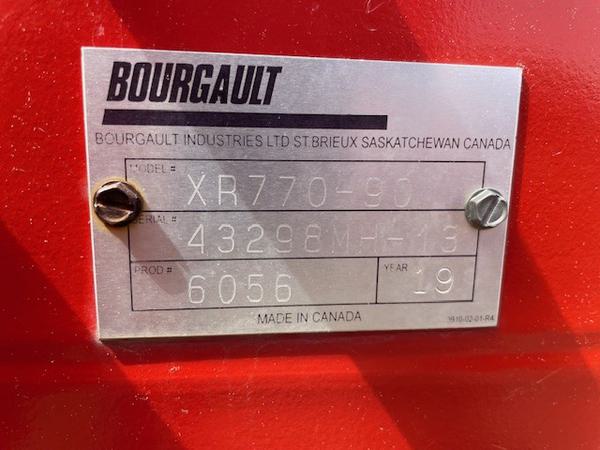 BOURGAULT
BOURGAULT INDUSTRIES LTD ST.BRIEUX SASKATCHEWAN CANADA
MODEL # XR770-90
SERIAL # 43298MH-13
PROD # 6056 YEAR 19
MADE IN CANADA 1910-02-01-R4